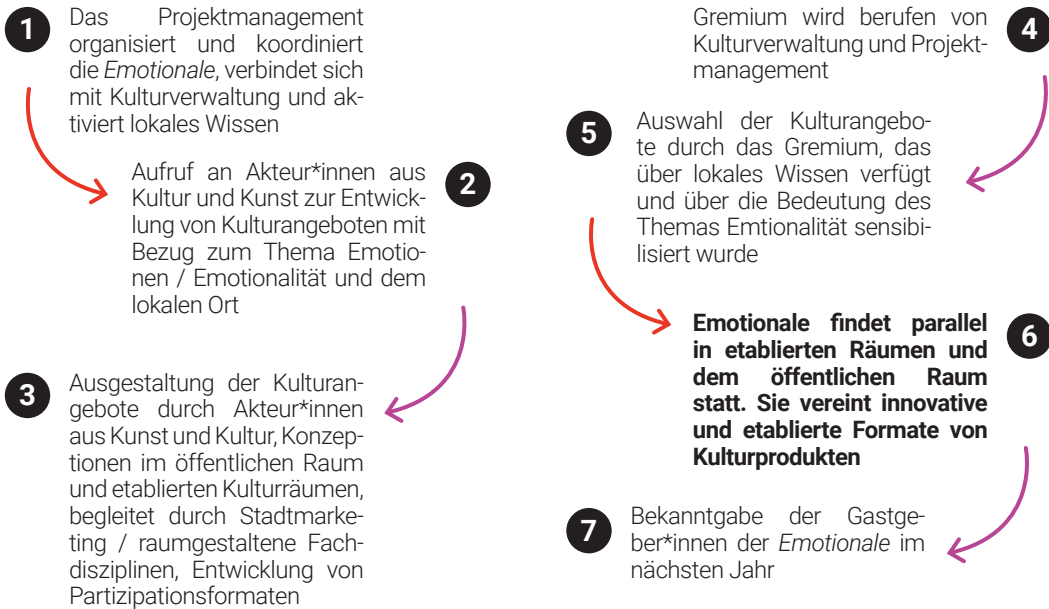 1
Das Projektmanagement
organisiert und koordiniert
die Emotionale, verbindet sich
mit Kulturverwaltung und ak-
tiviert lokales Wissen
2
Aufruf an Akteur*innen aus
Kultur und Kunst zur Entwick-
lung von Kulturangeboten mit
Bezug zum Thema Emotio-
nen / Emotionalität und dem
lokalen Ort
3
Ausgestaltung der Kulturan-
gebote durch Akteur*innen
aus Kunst und Kultur, Konzep-
tionen im öffentlichen Raum
und etablierten Kulturräumen,
begleitet durch Stadtmarke-
ting / raumgestaltene Fach-
disziplinen, Entwicklung von
Partizipationsformaten
4
Gremium wird berufen von
Kulturverwaltung und Projekt-
management
5
Auswahl der Kulturangebo-
te durch das Gremium, das
über lokales Wissen verfügt
und über die Bedeutung des
Themas Emtionalität sensibi-
lisiert wurde
6
Emotionale findet parallel
in etablierten Räumen und
dem öffentlichen Raum
statt. Sie vereint innovative
und etablierte Formate von
Kulturprodukten
7
Bekanntgabe der Gastge-
ber*innen der Emotionale im
nächsten Jahr